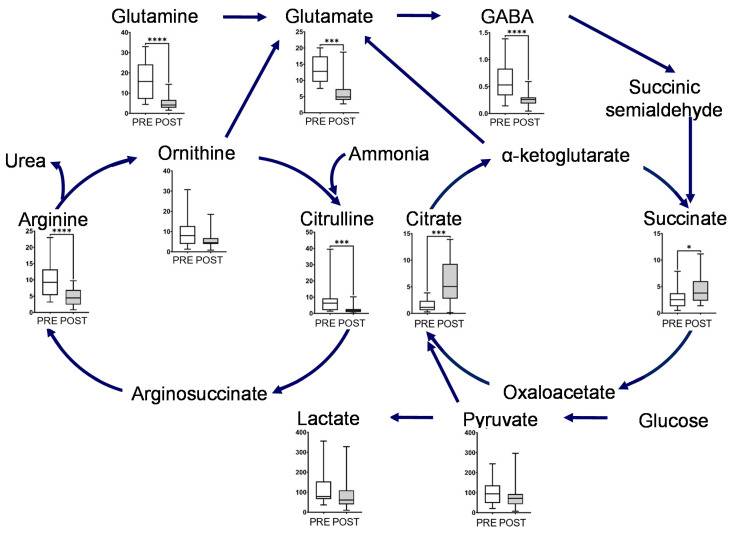 Glutamine
Glutamate
GABA
40
30
20
10
0
****
PRE POST
25
20
15
10
5
0
***
PRE POST
1.5
1.0
0.5
0.0
****
PRE POST
Succinic
semialdehyde
Urea
Ornithine
Ammonia
α-ketoglutarate
40
30
20
10
0
PRE POST
Arginine
25
20
15
10
5
0
****
PRE POST
Citrulline
50
40
30
20
10
0
***
PRE POST
Citrate
15
10
5
0
***
PRE POST
Succinate
15
10
5
0
*
PRE POST
Arginosuccinate
Oxaloacetate
Lactate
Pyruvate
Glucose
400
300
200
100
0
PRE POST
400
300
200
100
0
PRE POST